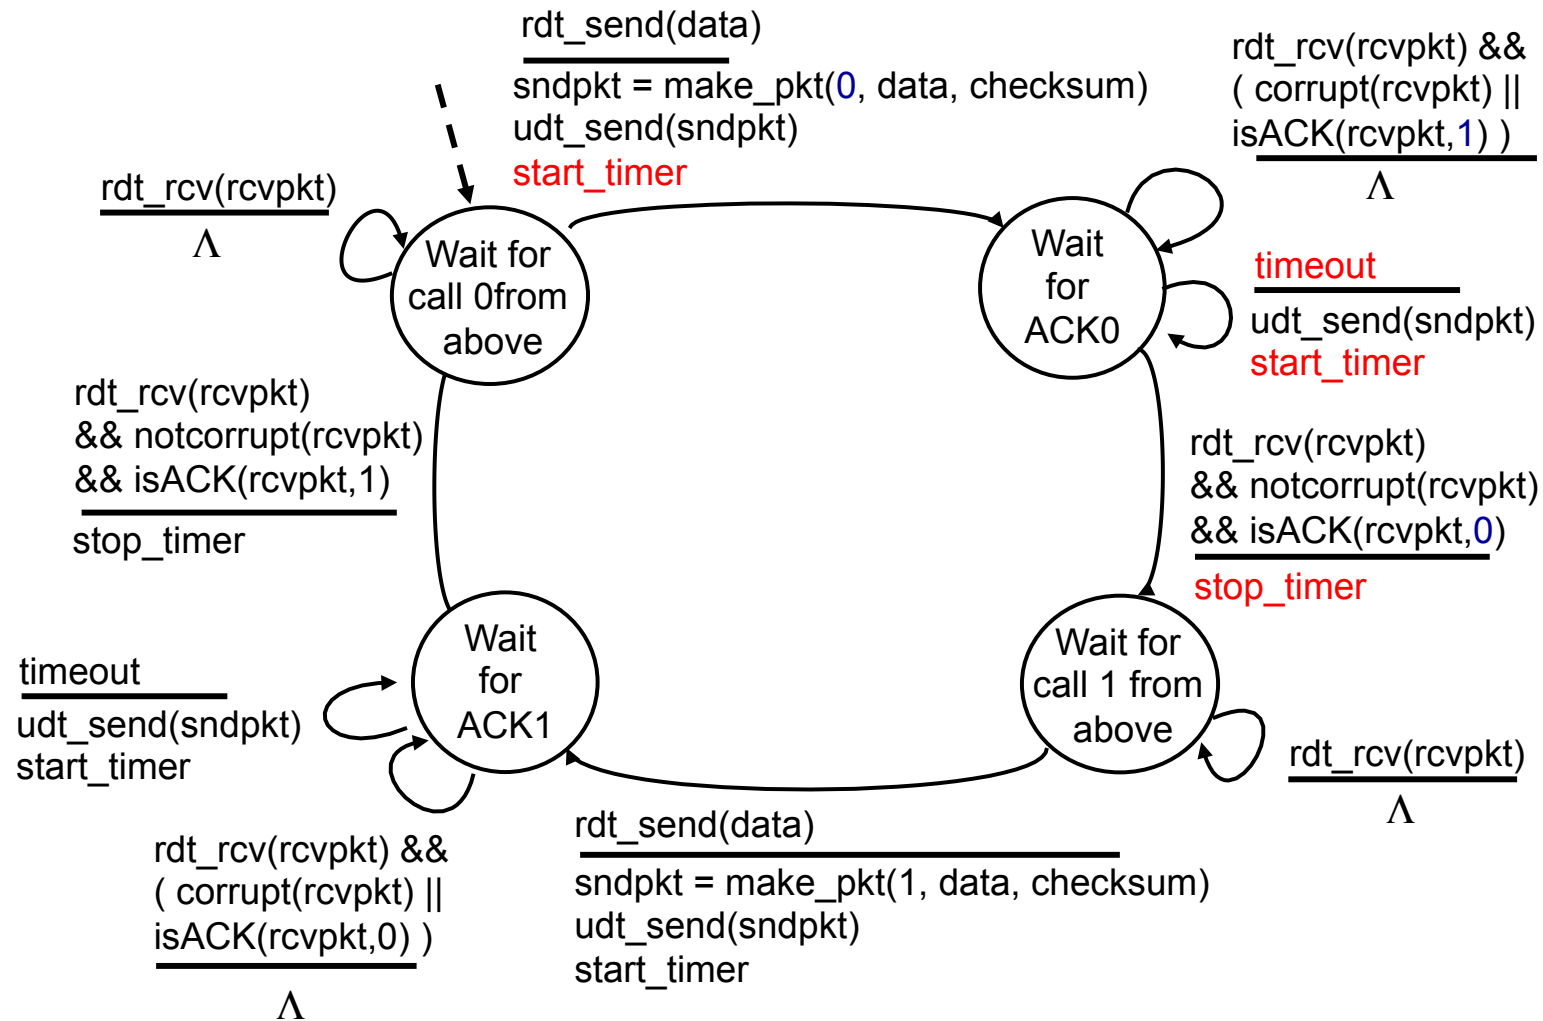 rdt_send(data)
sndpkt = make_pkt(0, data, checksum)
udt_send(sndpkt)
start_timer
rdt_rcv(rcvpkt) &&
( corrupt(rcvpkt) ||
isACK(rcvpkt,1) )
Λ
rdt_rcv(rcvpkt)
Λ
Wait for
call 0from
above
Wait
for
ACK0
timeout
udt_send(sndpkt)
start_timer
rdt_rcv(rcvpkt)
&& notcorrupt(rcvpkt)
&& isACK(rcvpkt,1)
stop_timer
rdt_rcv(rcvpkt)
&& notcorrupt(rcvpkt)
&& isACK(rcvpkt,0)
stop_timer
Wait
for
ACK1
Wait for
call 1 from
above
timeout
udt_send(sndpkt)
start_timer
rdt_rcv(rcvpkt)
Λ
rdt_rcv(rcvpkt) &&
( corrupt(rcvpkt) ||
isACK(rcvpkt,0) )
Λ
rdt_send(data)
sndpkt = make_pkt(1, data, checksum)
udt_send(sndpkt)
start_timer